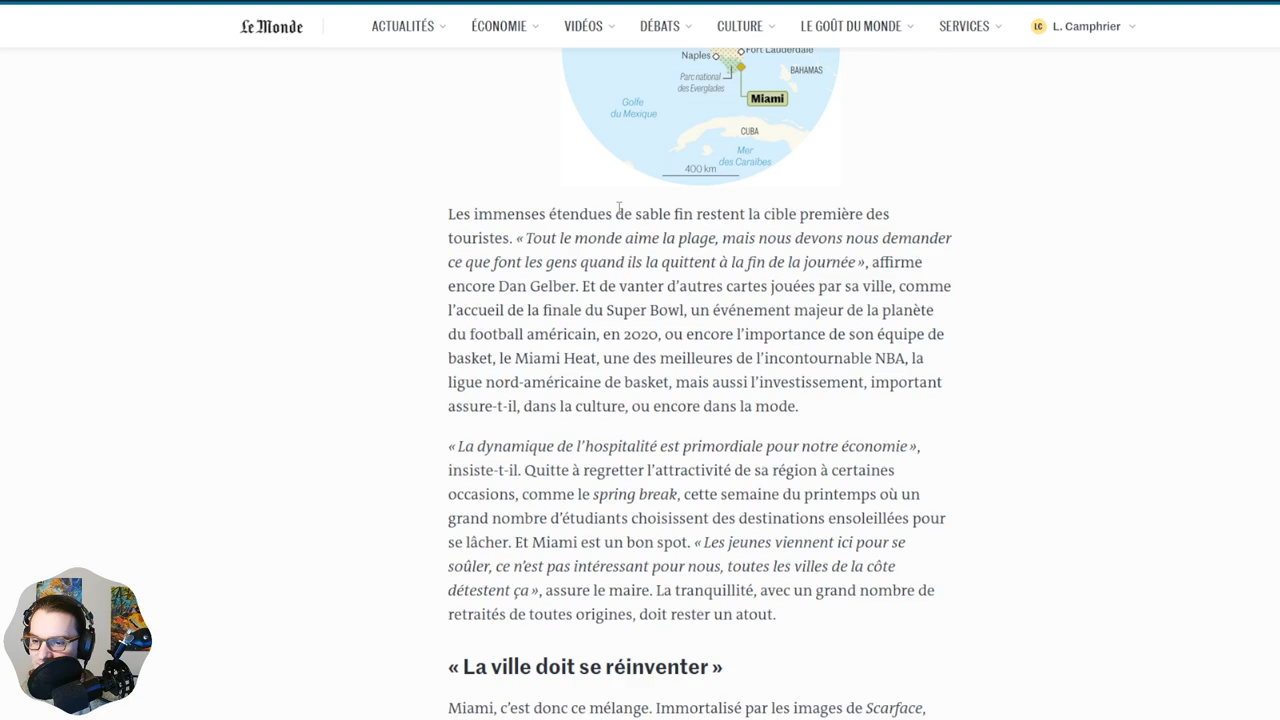 Le Monde
ACTUALITÉS
ÉCONOMIE
VIDÉOS
DÉBATS
CULTURE
LE GOÛT DU MONDE
SERVICES
LC
L. Camphrier
Naples
Fort Lauderdale
Parc national
des Everglades
BAHAMAS
Miami
Golfe
du Mexique
CUBA
Mer
des Caraïbes
400 km
Les immenses étendues de sable fin restent la cible première des
touristes. « Tout le monde aime la plage, mais nous devons nous demander
ce que font les gens quand ils la quittent à la fin de la journée », affirme
encore Dan Gelber. Et de vanter d’autres cartes jouées par sa ville, comme
l’accueil de la finale du Super Bowl, un événement majeur de la planète
du football américain, en 2020, ou encore l’importance de son équipe de
basket, le Miami Heat, une des meilleures de l’incontournable NBA, la
ligue nord-américaine de basket, mais aussi l’investissement, important
assure-t-il, dans la culture, ou encore dans la mode.
« La dynamique de l’hospitalité est primordiale pour notre économie »,
insiste-t-il. Quitte à regretter l’attractivité de sa région à certaines
occasions, comme le spring break, cette semaine du printemps où un
grand nombre d’étudiants choisissent des destinations ensoleillées pour
se lâcher. Et Miami est un bon spot. « Les jeunes viennent ici pour se
soûler, ce n’est pas intéressant pour nous, toutes les villes de la côte
détestent ça », assure le maire. La tranquillité, avec un grand nombre de
retraités de toutes origines, doit rester un atout.
« La ville doit se réinventer »
Miami, c’est donc ce mélange. Immortalisé par les images de Scarface,